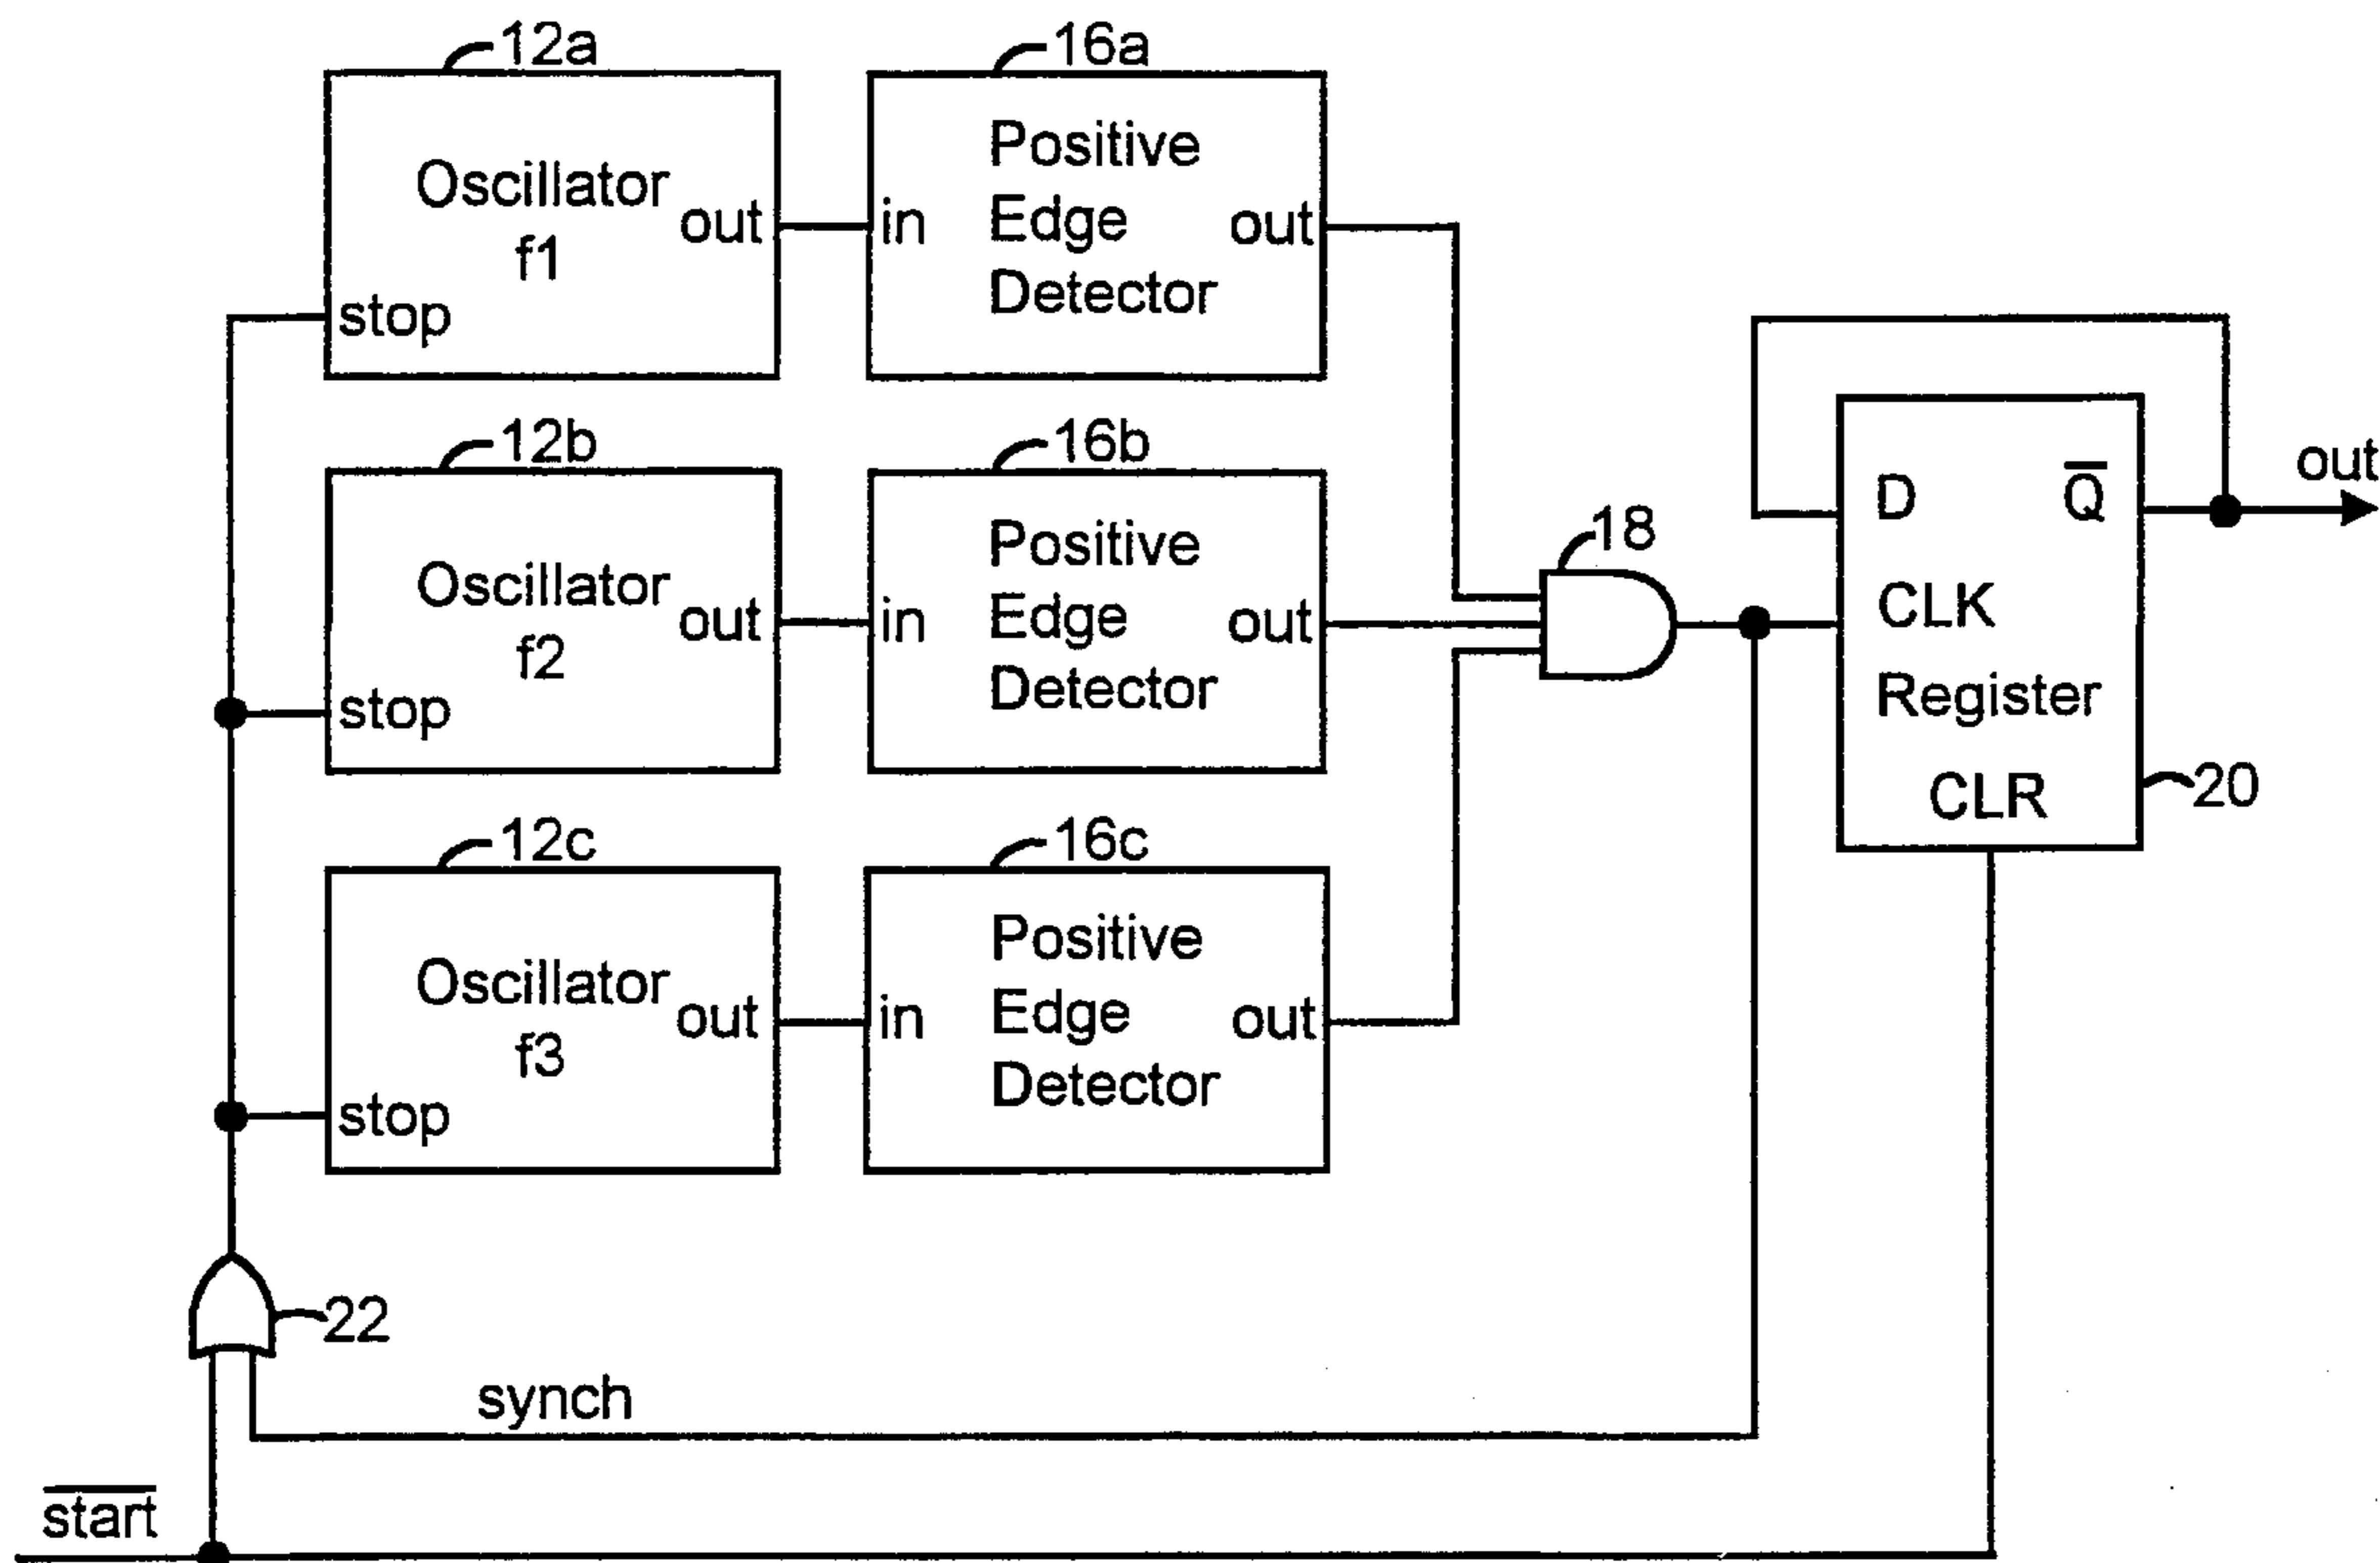 12a
Oscillator
f1
out
stop
16a
Positive
Edge
Detector
in
out
12b
Oscillator
f2
out
stop
16b
Positive
Edge
Detector
in
out
12c
Oscillator
f3
out
stop
16c
Positive
Edge
Detector
in
out
18
D
Q̅
CLK
Register
CLR
20
out
22
synch
s̅t̅a̅r̅t̅